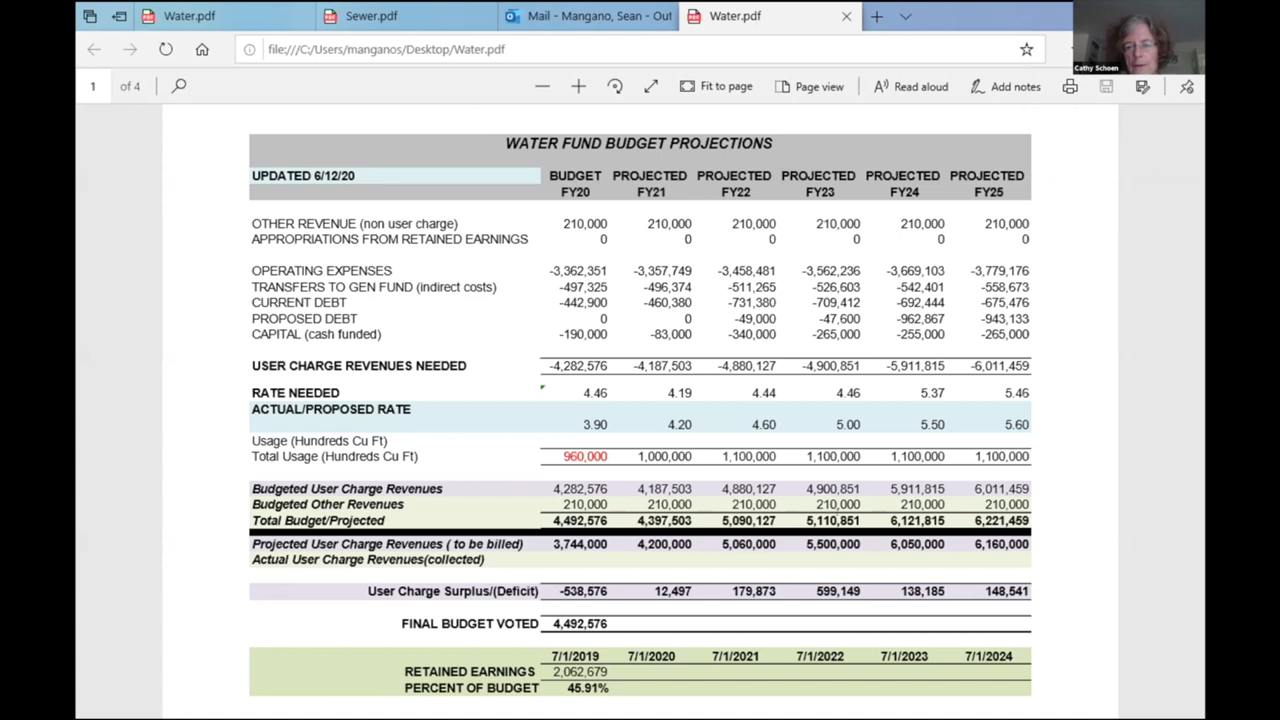 Water.pdf Sewer.pdf Mail - Mangano, Sean - Out Water.pdf
file:///C:/Users/manganos/Desktop/Water.pdf
Cathy Schoen
1 of 4 Fit to page Page view Read aloud Add notes
WATER FUND BUDGET PROJECTIONS
UPDATED 6/12/20 BUDGET PROJECTED PROJECTED PROJECTED PROJECTED PROJECTED
FY20 FY21 FY22 FY23 FY24 FY25
OTHER REVENUE (non user charge) 210,000 210,000 210,000 210,000 210,000 210,000
APPROPRIATIONS FROM RETAINED EARNINGS 0 0 0 0 0 0
OPERATING EXPENSES -3,362,351 -3,357,749 -3,458,481 -3,562,236 -3,669,103 -3,779,176
TRANSFERS TO GEN FUND (indirect costs) -497,325 -496,374 -511,265 -526,603 -542,401 -558,673
CURRENT DEBT -442,900 -460,380 -731,380 -709,412 -692,444 -675,476
PROPOSED DEBT 0 0 -49,000 -47,600 -962,867 -943,133
CAPITAL (cash funded) -190,000 -83,000 -340,000 -265,000 -255,000 -265,000
USER CHARGE REVENUES NEEDED -4,282,576 -4,187,503 -4,880,127 -4,900,851 -5,911,815 -6,011,459
RATE NEEDED 4.46 4.19 4.44 4.46 5.37 5.46
ACTUAL/PROPOSED RATE
3.90 4.20 4.60 5.00 5.50 5.60
Usage (Hundreds Cu Ft)
Total Usage (Hundreds Cu Ft) 960,000 1,000,000 1,100,000 1,100,000 1,100,000 1,100,000
Budgeted User Charge Revenues 4,282,576 4,187,503 4,880,127 4,900,851 5,911,815 6,011,459
Budgeted Other Revenues 210,000 210,000 210,000 210,000 210,000 210,000
Total Budget/Projected 4,492,576 4,397,503 5,090,127 5,110,851 6,121,815 6,221,459
Projected User Charge Revenues ( to be billed) 3,744,000 4,200,000 5,060,000 5,500,000 6,050,000 6,160,000
Actual User Charge Revenues(collected)
User Charge Surplus/(Deficit) -538,576 12,497 179,873 599,149 138,185 148,541
FINAL BUDGET VOTED 4,492,576
7/1/2019 7/1/2020 7/1/2021 7/1/2022 7/1/2023 7/1/2024
RETAINED EARNINGS 2,062,679
PERCENT OF BUDGET 45.91%